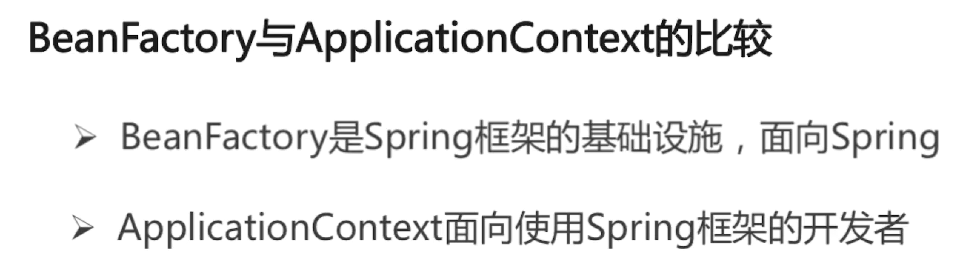 BeanFactory与ApplicationContext的比较
➢ BeanFactory是Spring框架的基础设施，面向Spring
➢ ApplicationContext面向使用Spring框架的开发者